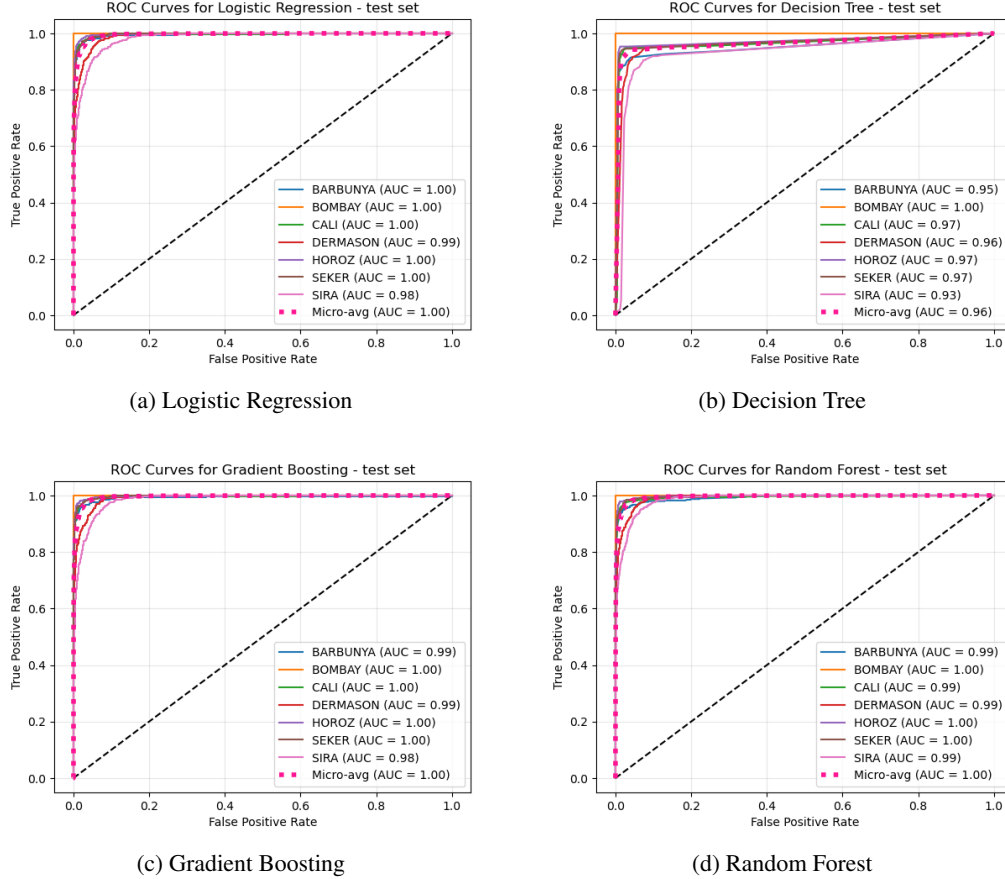 ROC Curves for Logistic Regression - test set
True Positive Rate
1.0
0.8
0.6
0.4
0.2
0.0
BARBUNYA (AUC = 1.00)
BOMBAY (AUC = 1.00)
CALI (AUC = 1.00)
DERMASON (AUC = 0.99)
HOROZ (AUC = 1.00)
SEKER (AUC = 1.00)
SIRA (AUC = 0.98)
Micro-avg (AUC = 1.00)
0.0 0.2 0.4 0.6 0.8 1.0
False Positive Rate
(a) Logistic Regression
ROC Curves for Decision Tree - test set
True Positive Rate
1.0
0.8
0.6
0.4
0.2
0.0
BARBUNYA (AUC = 0.95)
BOMBAY (AUC = 1.00)
CALI (AUC = 0.97)
DERMASON (AUC = 0.96)
HOROZ (AUC = 0.97)
SEKER (AUC = 0.97)
SIRA (AUC = 0.93)
Micro-avg (AUC = 0.96)
0.0 0.2 0.4 0.6 0.8 1.0
False Positive Rate
(b) Decision Tree
ROC Curves for Gradient Boosting - test set
True Positive Rate
1.0
0.8
0.6
0.4
0.2
0.0
BARBUNYA (AUC = 0.99)
BOMBAY (AUC = 1.00)
CALI (AUC = 1.00)
DERMASON (AUC = 0.99)
HOROZ (AUC = 1.00)
SEKER (AUC = 1.00)
SIRA (AUC = 0.98)
Micro-avg (AUC = 1.00)
0.0 0.2 0.4 0.6 0.8 1.0
False Positive Rate
(c) Gradient Boosting
ROC Curves for Random Forest - test set
True Positive Rate
1.0
0.8
0.6
0.4
0.2
0.0
BARBUNYA (AUC = 0.99)
BOMBAY (AUC = 1.00)
CALI (AUC = 0.99)
DERMASON (AUC = 0.99)
HOROZ (AUC = 1.00)
SEKER (AUC = 1.00)
SIRA (AUC = 0.99)
Micro-avg (AUC = 1.00)
0.0 0.2 0.4 0.6 0.8 1.0
False Positive Rate
(d) Random Forest